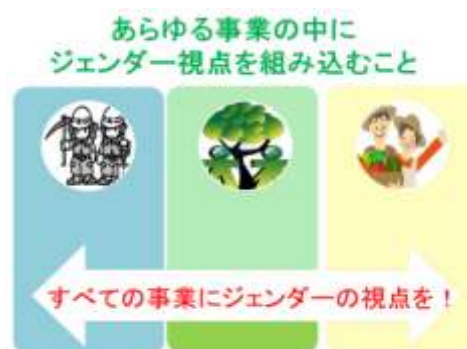 あらゆる事業の中に
ジェンダー視点を組み込むこと
すべての事業にジェンダーの視点を！